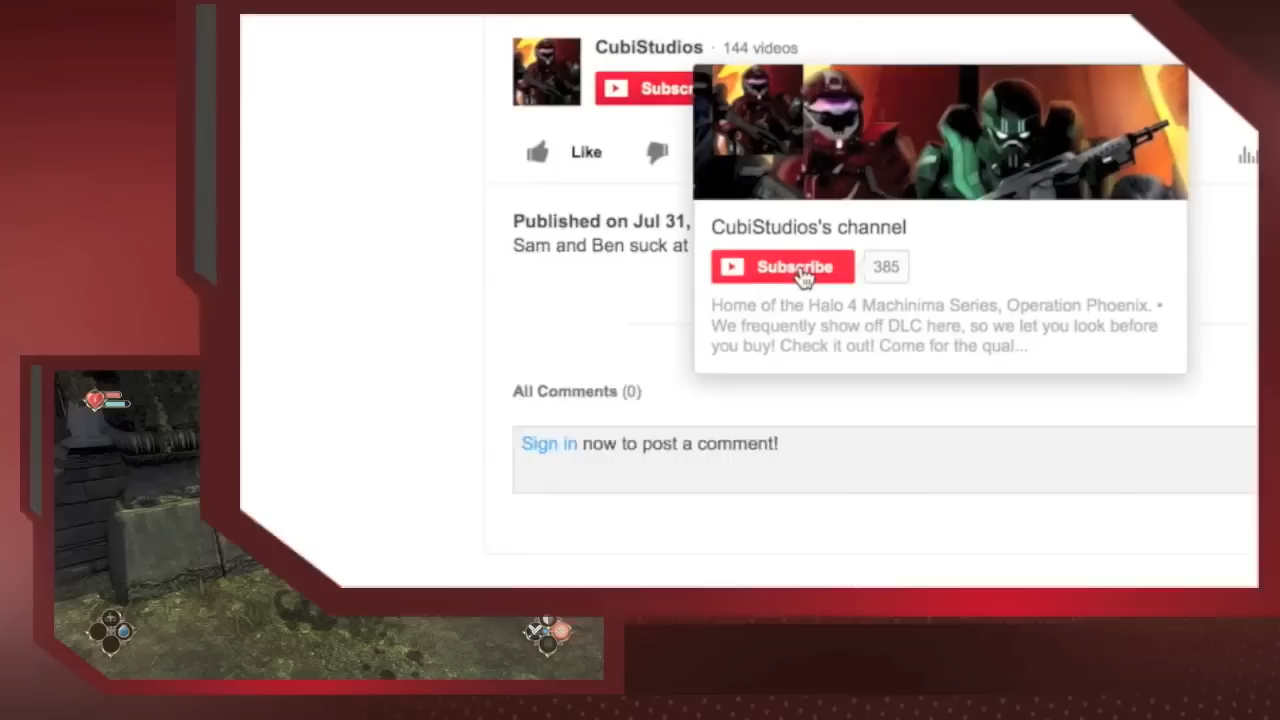 CubiStudios · 144 videos
Subscr
Like
Published on Jul 31,
Sam and Ben suck at
CubiStudios's channel
Subscribe 385
Home of the Halo 4 Machinima Series, Operation Phoenix. •
We frequently show off DLC here, so we let you look before
you buy! Check it out! Come for the qual...
All Comments (0)
Sign in now to post a comment!